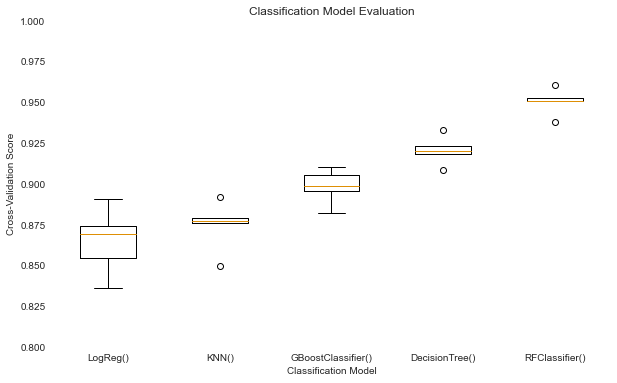 Classification Model Evaluation
1.000
0.975
0.950
0.925
0.900
0.875
0.850
0.825
0.800
Cross-Validation Score
LogReg()
KNN()
GBoostClassifier()
DecisionTree()
RFClassifier()
Classification Model